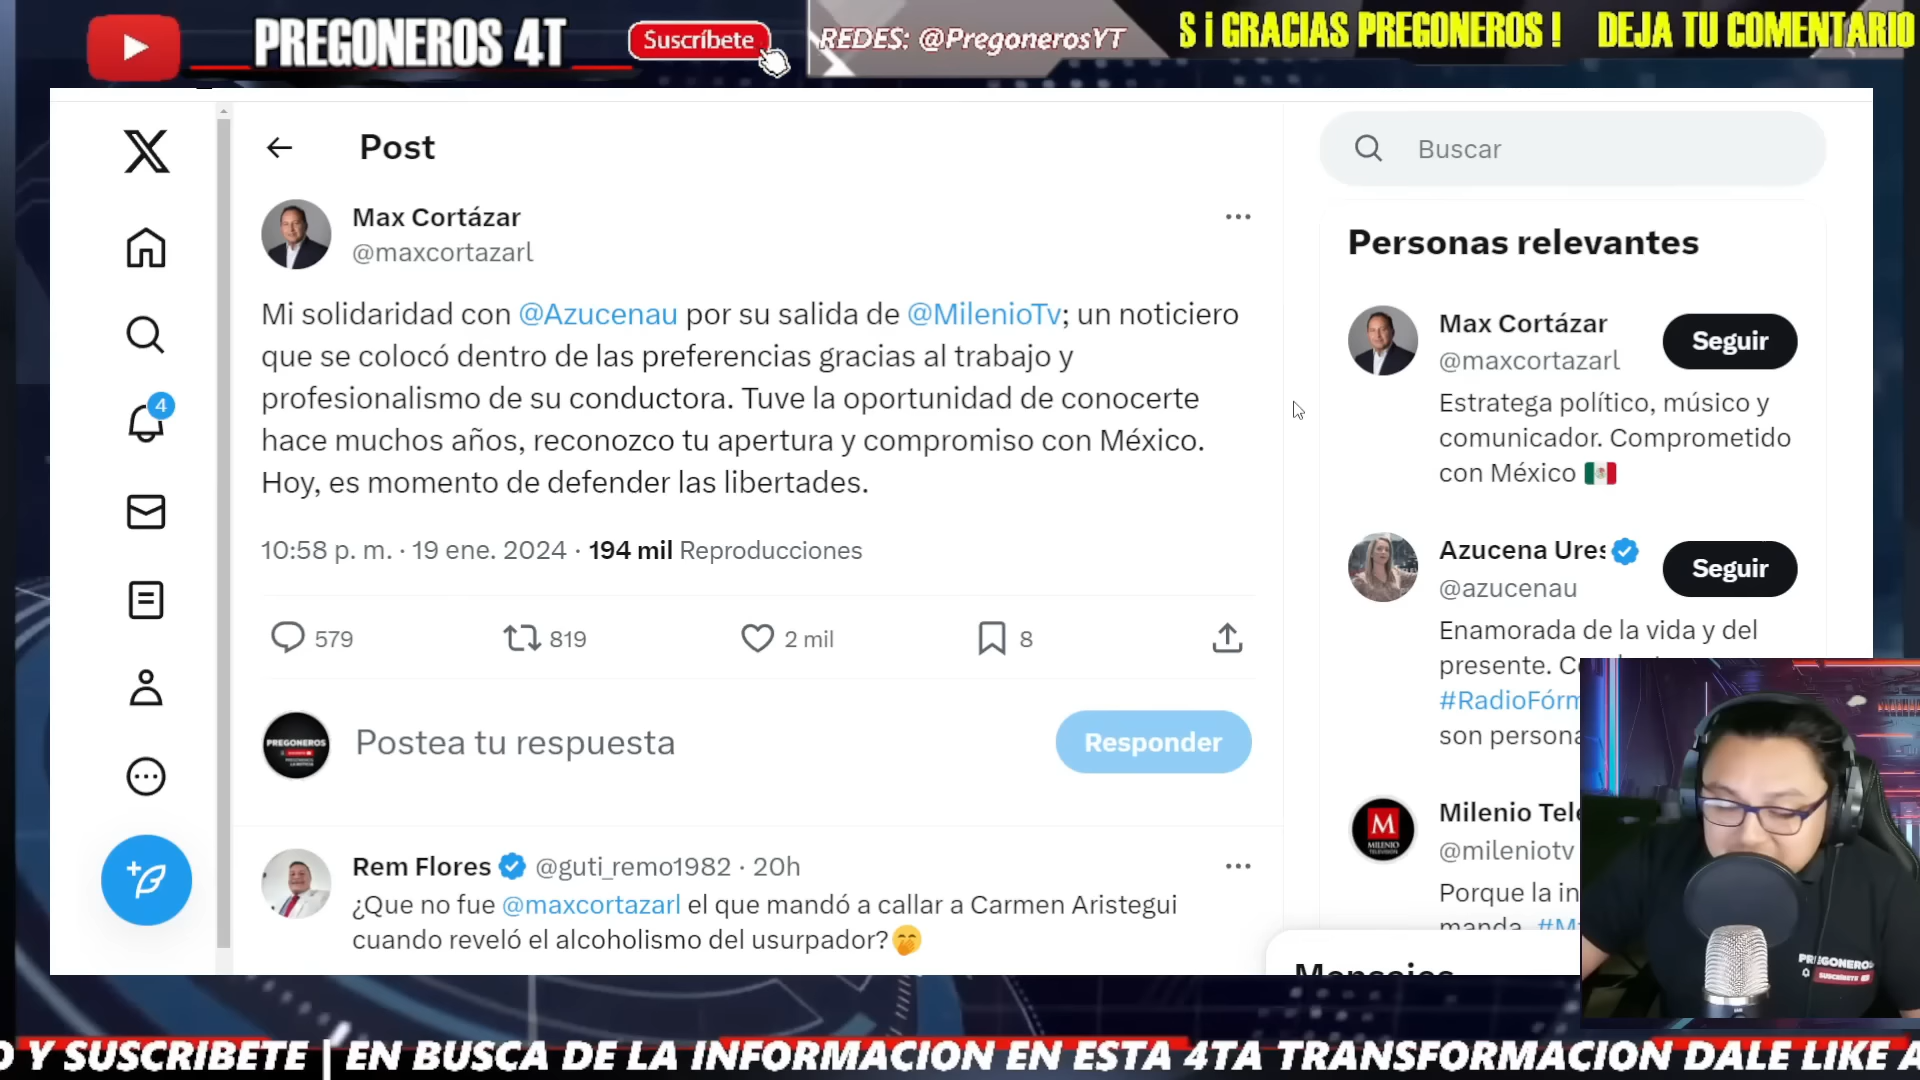 PREGONEROS 4T
Suscríbete
REDES: @PregonerosYT
S ¡ GRACIAS PREGONEROS ! DEJA TU COMENTARIO
Post
Buscar
Max Cortázar
@maxcortazarl
Mi solidaridad con @Azucenau por su salida de @MilenioTv; un noticiero
que se colocó dentro de las preferencias gracias al trabajo y
profesionalismo de su conductora. Tuve la oportunidad de conocerte
hace muchos años, reconozco tu apertura y compromiso con México.
Hoy, es momento de defender las libertades.
10:58 p. m. · 19 ene. 2024 · 194 mil Reproducciones
579 819 2 mil 8
PREGONEROS
Postea tu respuesta
Responder
Rem Flores @guti_remo1982 · 20h
¿Que no fue @maxcortazarl el que mandó a callar a Carmen Aristegui
cuando reveló el alcoholismo del usurpador?🤭
4
Personas relevantes
Max Cortázar
@maxcortazarl
Seguir
Estratega político, músico y
comunicador. Comprometido
con México 🇲🇽
Azucena Ures
@azucenau
Seguir
Enamorada de la vida y del
presente. C
#RadioFórm
son persona
Milenio Tele
@mileniotv
M
MILENIO
Porque la in
manda. #M
Mensajes
PREGONEROS
SUSCRIBETE
O Y SUSCRIBETE | EN BUSCA DE LA INFORMACION EN ESTA 4TA TRANSFORMACION DALE LIKE A